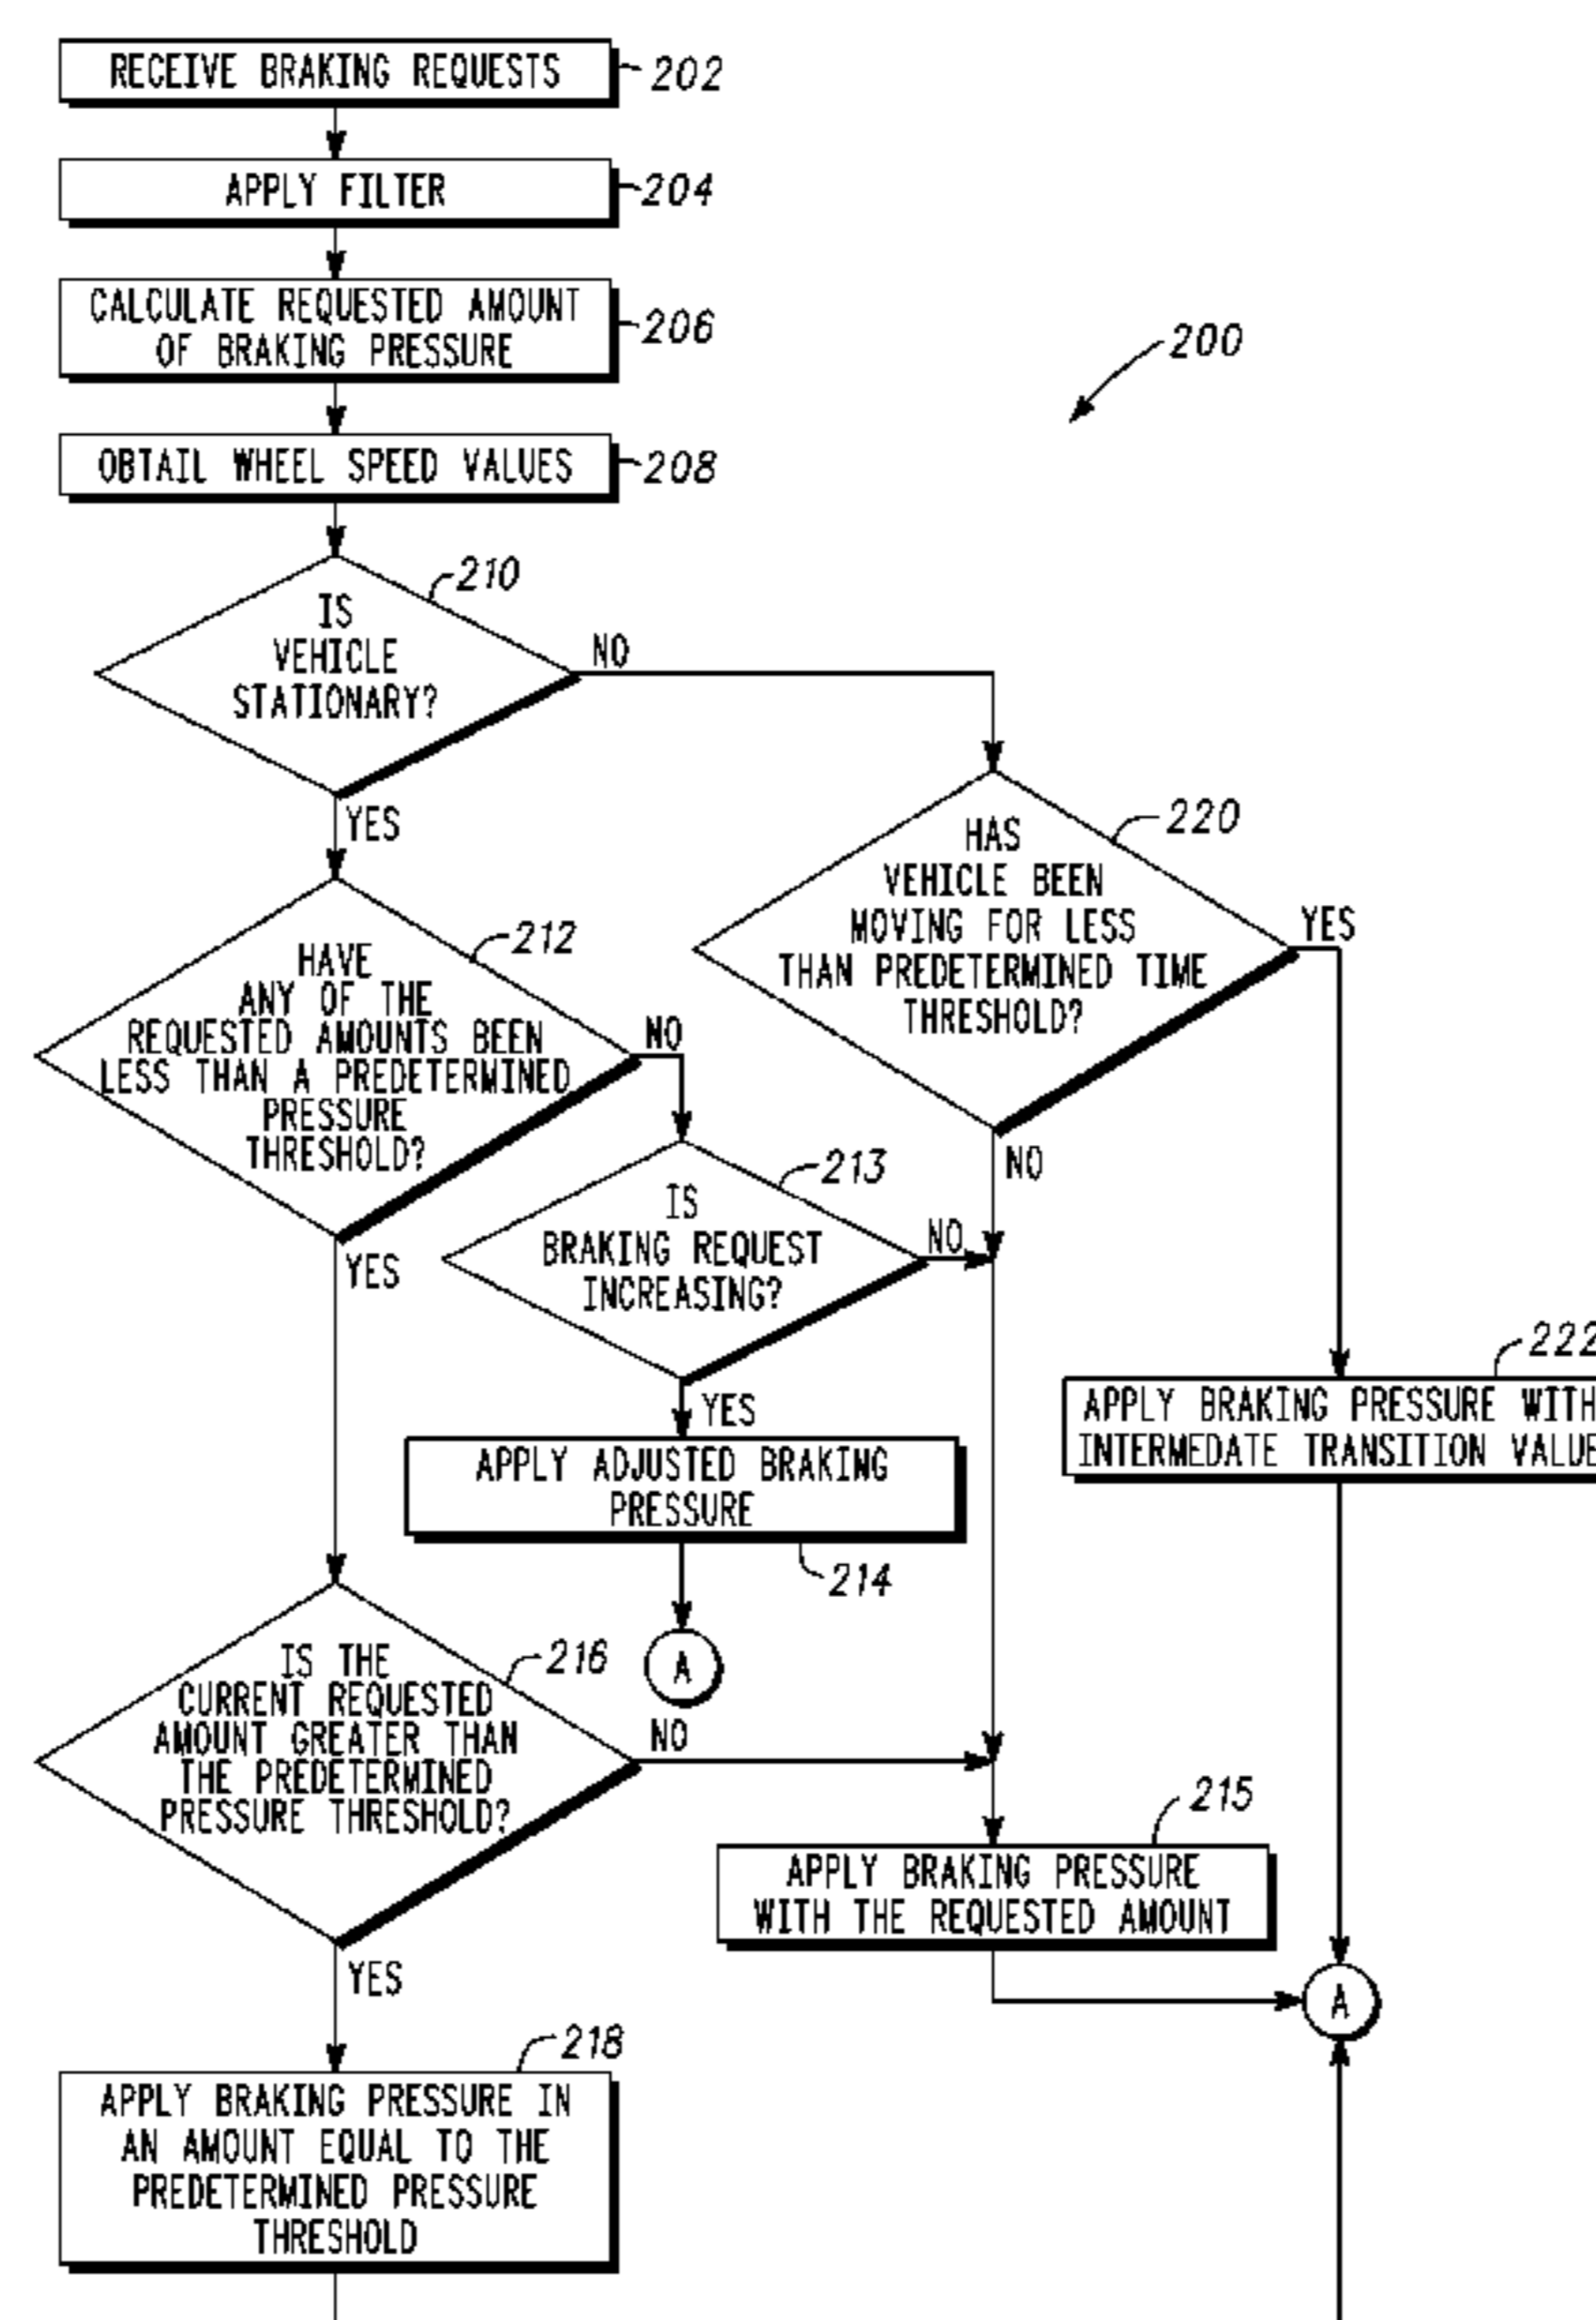 RECEIVE BRAKING REQUESTS
202
APPLY FILTER
204
CALCULATE REQUESTED AMOUNT
OF BRAKING PRESSURE
206
200
OBTAIL WHEEL SPEED VALUES
208
210
IS
VEHICLE
STATIONARY?
NO
YES
220
HAS
VEHICLE BEEN
MOVING FOR LESS
THAN PREDETERMINED TIME
THRESHOLD?
YES
NO
212
HAVE
ANY OF THE
REQUESTED AMOUNTS BEEN
LESS THAN A PREDETERMINED
PRESSURE
THRESHOLD?
NO
YES
213
IS
BRAKING REQUEST
INCREASING?
NO
YES
222
APPLY BRAKING PRESSURE WITH
INTERMEDATE TRANSITION VALUE
APPLY ADJUSTED BRAKING
PRESSURE
214
A
216
IS THE
CURRENT REQUESTED
AMOUNT GREATER THAN
THE PREDETERMINED
PRESSURE THRESHOLD?
NO
YES
215
APPLY BRAKING PRESSURE
WITH THE REQUESTED AMOUNT
A
218
APPLY BRAKING PRESSURE IN
AN AMOUNT EQUAL TO THE
PREDETERMINED PRESSURE
THRESHOLD